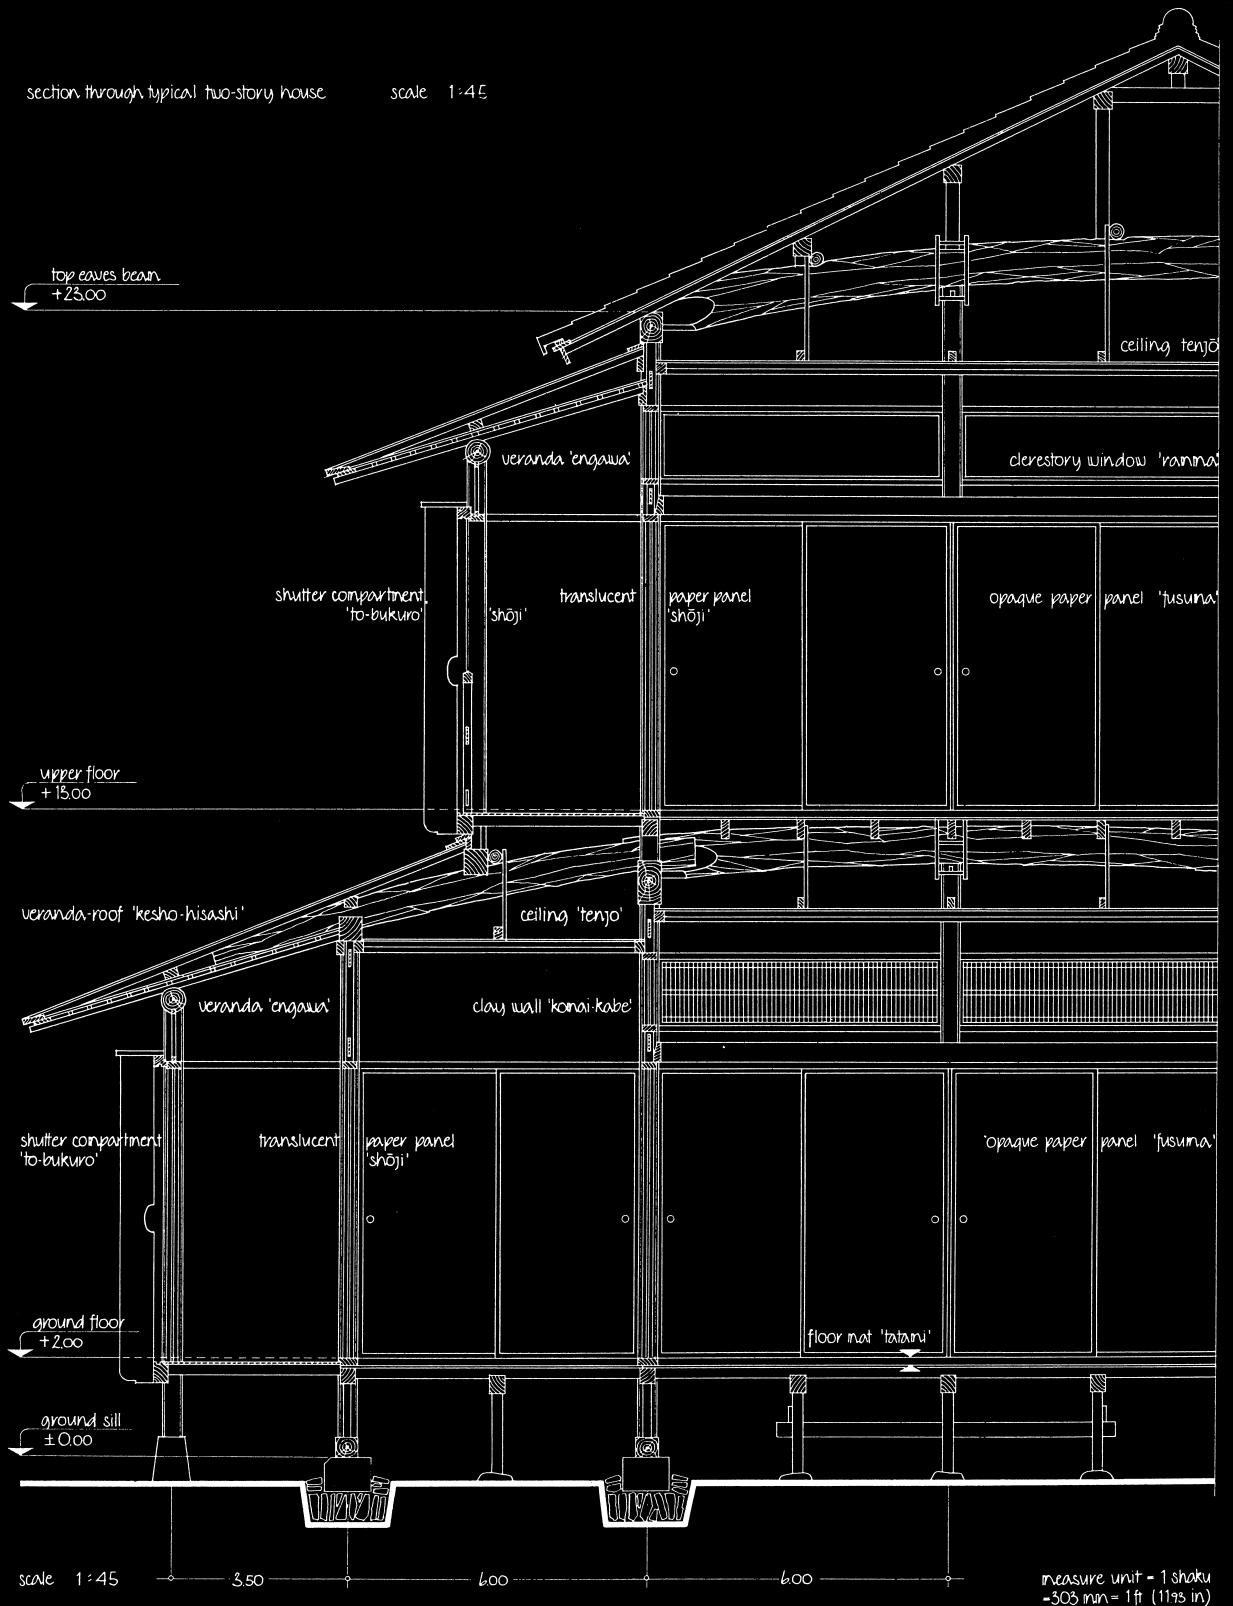 section through typical two-story house scale 1:45
top eaves beam
+23.00
ceiling tenjō
veranda 'engawa'
clerestory window 'ramma'
shutter compartment
'to-bukuro'
'shōji'
translucent paper panel
'shōji'
opaque paper panel 'fusuma'
upper floor
+13.00
veranda-roof 'kesho-hisashi'
ceiling 'tenjo'
veranda 'engawa'
clay wall 'komai-kabe'
shutter compartment
'to-bukuro'
translucent paper panel
'shōji'
opaque paper panel 'fusuma'
ground floor
+2.00
floor mat 'tatami'
ground sill
±0.00
scale 1:45
3.50
6.00
6.00
measure unit = 1 shaku
=303 mm = 1 ft (11.93 in)